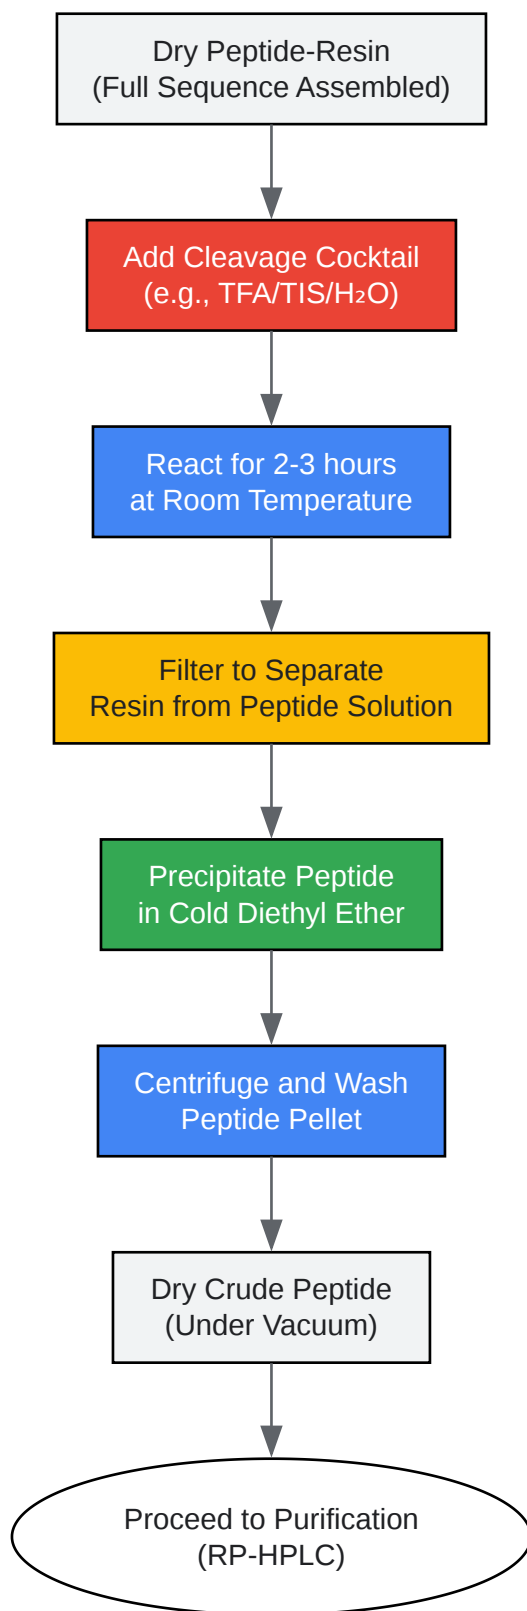 Dry Peptide-Resin
(Full Sequence Assembled)
Add Cleavage Cocktail
(e.g., TFA/TIS/H₂O)
React for 2-3 hours
at Room Temperature
Filter to Separate
Resin from Peptide Solution
Precipitate Peptide
in Cold Diethyl Ether
Centrifuge and Wash
Peptide Pellet
Dry Crude Peptide
(Under Vacuum)
Proceed to Purification
(RP-HPLC)